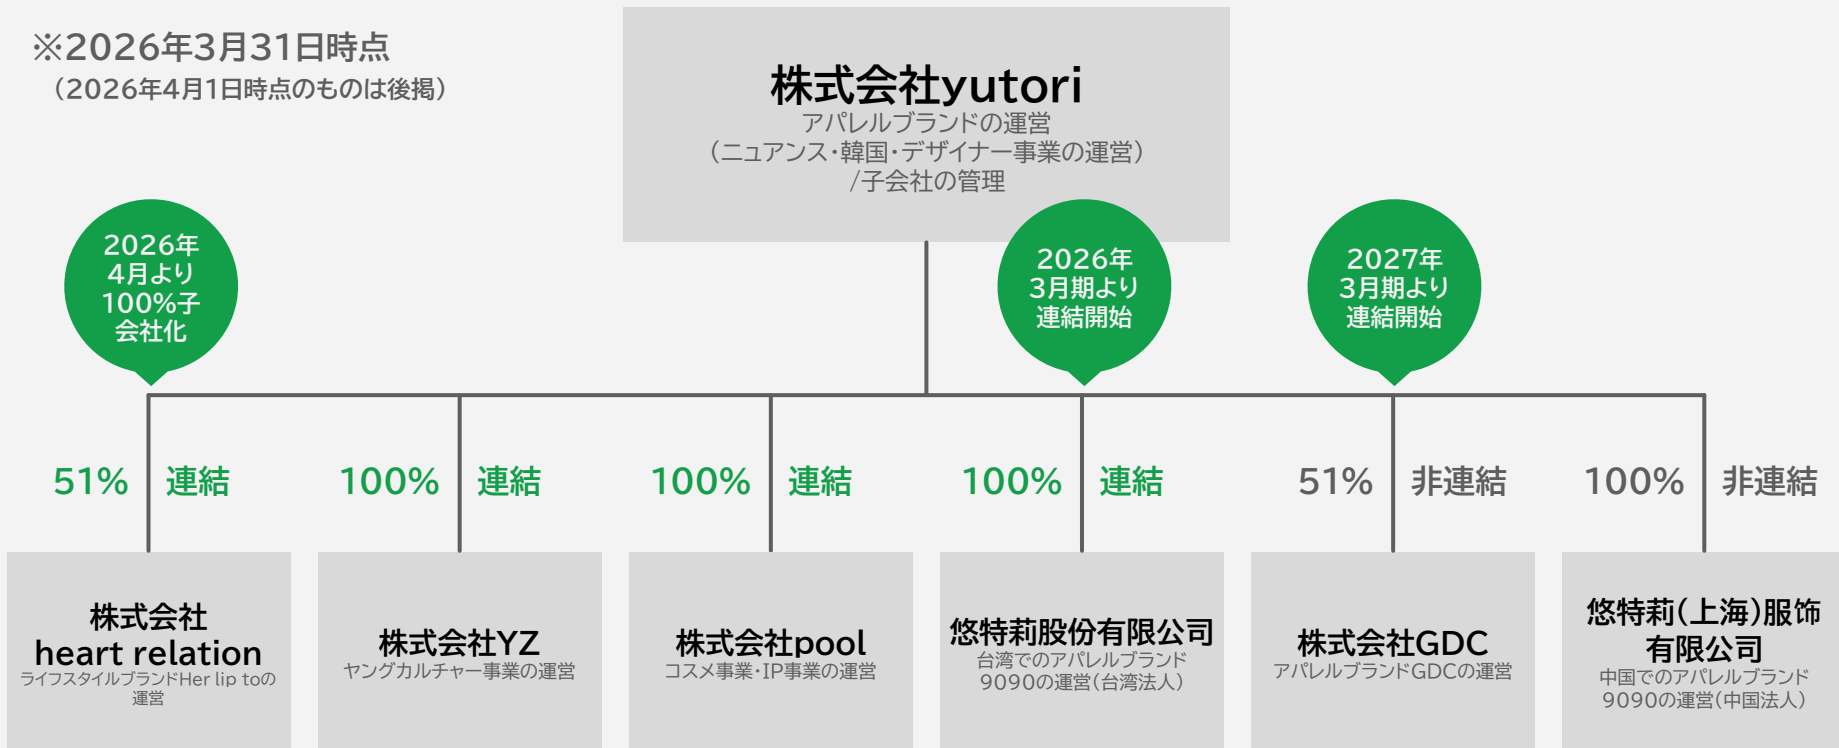 ※2026年3月31日時点
（2026年4月1日時点のものは後掲）
株式会社yutori
アパレルブランドの運営
（ニュアンス・韓国・デザイナー事業の運営）
/子会社の管理
2026年
4月より
100%子
会社化
2026年
3月期より
連結開始
2027年
3月期より
連結開始
51% 連結
100% 連結
100% 連結
100% 連結
51% 非連結
100% 非連結
株式会社
heart relation
ライフスタイルブランドHer lip toの
運営
株式会社YZ
ヤングカルチャー事業の運営
株式会社pool
コスメ事業・IP事業の運営
悠特莉股份有限公司
台湾でのアパレルブランド
9090の運営（台湾法人）
株式会社GDC
アパレルブランドGDCの運営
悠特莉（上海）服饰
有限公司
中国でのアパレルブランド
9090の運営（中国法人）